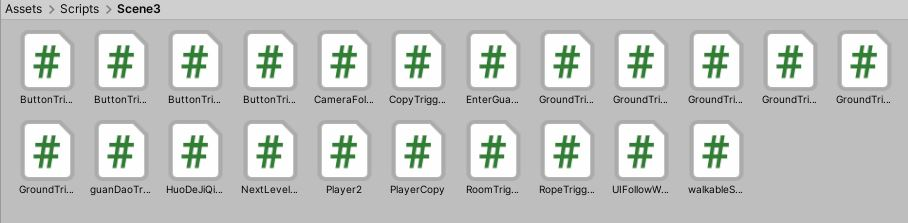 Assets > Scripts > Scene3
ButtonTri... ButtonTri... ButtonTri... ButtonTri... CameraFol... CopyTrigg... EnterGua... GroundTri... GroundTri... GroundTri... GroundTri... GroundTri...
GroundTri... guanDaoTr... HuoDeJiQi... NextLevel... Player2 PlayerCopy RoomTrig... RopeTrigg... UIFollowW... walkableS...